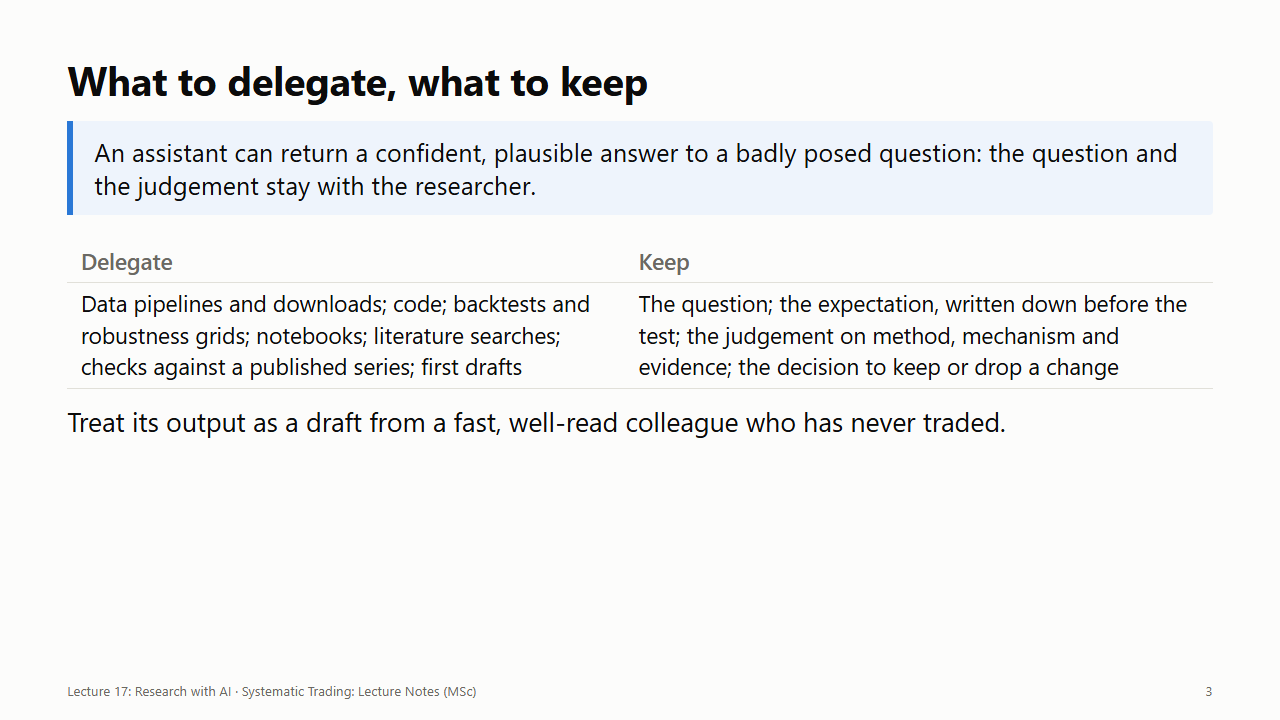 What to delegate, what to keep
An assistant can return a confident, plausible answer to a badly posed question: the question and
the judgement stay with the researcher.
Delegate
Keep
Data pipelines and downloads; code; backtests and
robustness grids; notebooks; literature searches;
checks against a published series; first drafts
The question; the expectation, written down before the
test; the judgement on method, mechanism and
evidence; the decision to keep or drop a change
Treat its output as a draft from a fast, well-read colleague who has never traded.
Lecture 17: Research with AI · Systematic Trading: Lecture Notes (MSc)
3